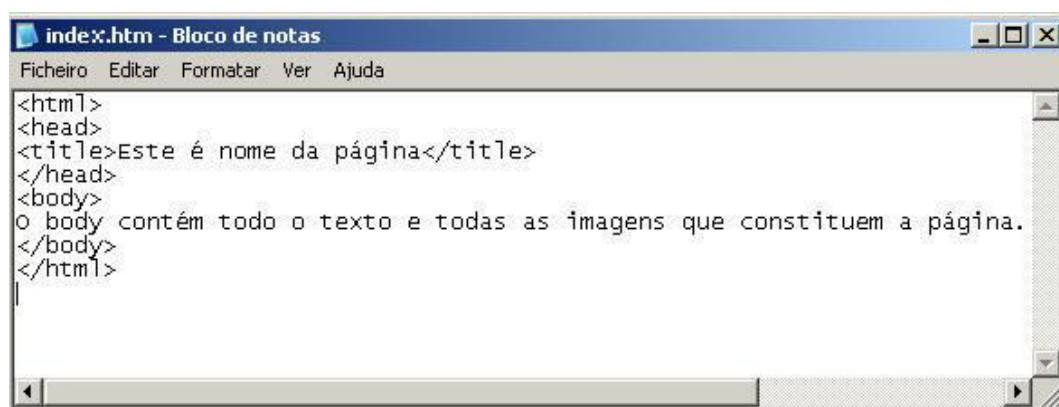 index.htm - Bloco de notas
Ficheiro Editar Formatar Ver Ajuda
<html>
<head>
<title>Este é nome da página</title>
</head>
<body>
O body contém todo o texto e todas as imagens que constituem a página.
</body>
</html>